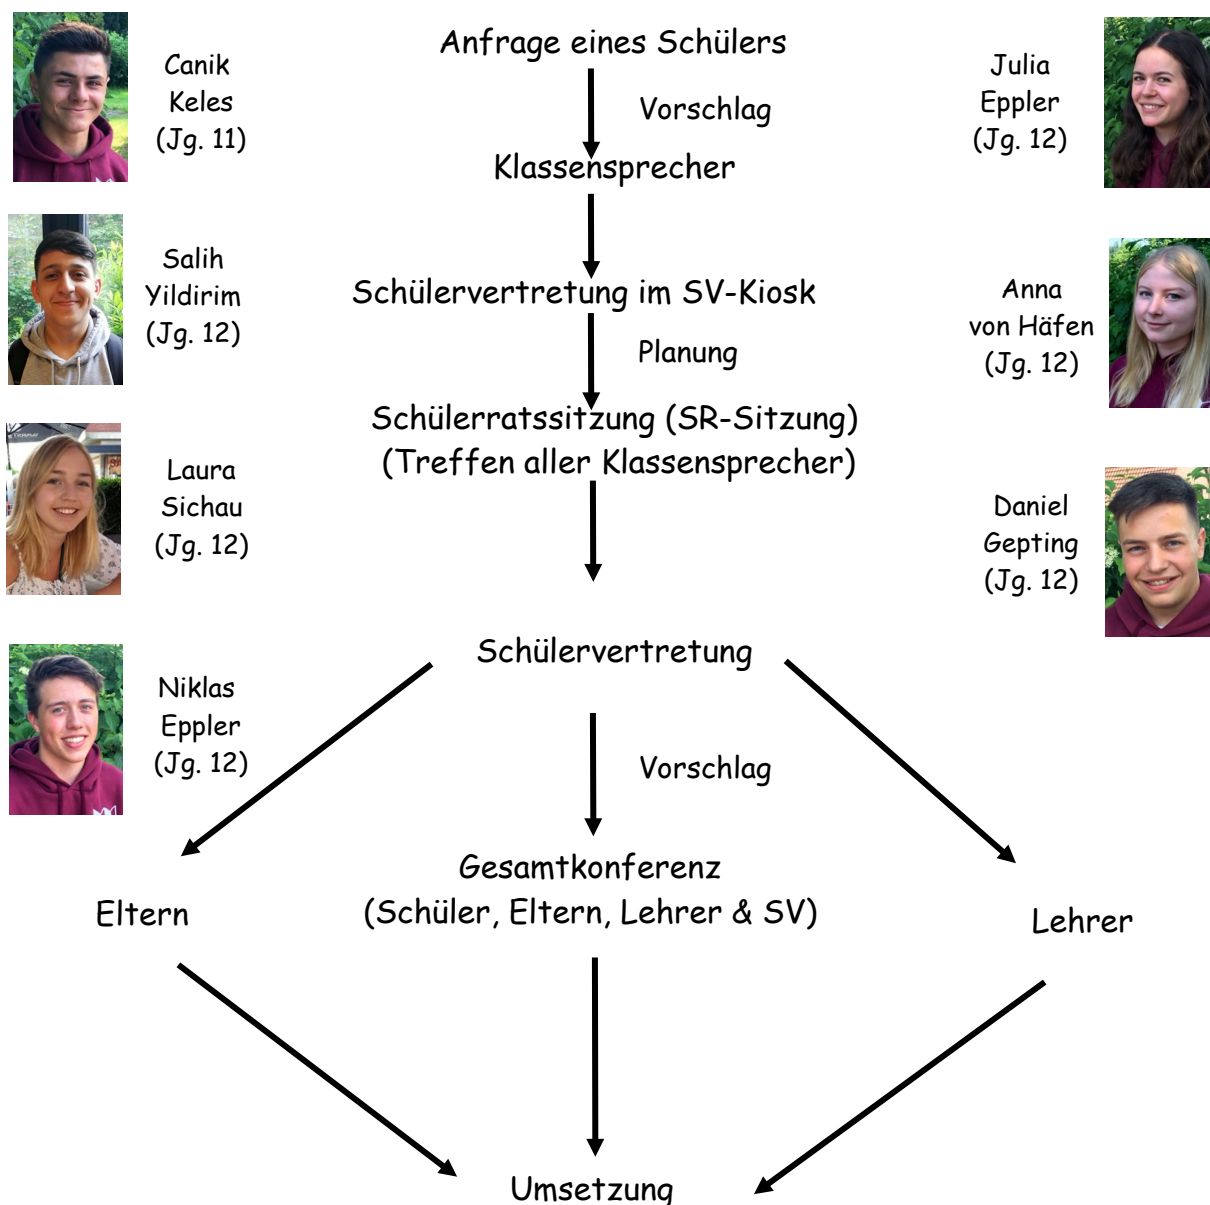 Anfrage eines Schülers
Vorschlag
Klassensprecher
Schülervertretung im SV-Kiosk
Planung
Schülerratssitzung (SR-Sitzung)
(Treffen aller Klassensprecher)
Schülervertretung
Vorschlag
Gesamtkonferenz
(Schüler, Eltern, Lehrer & SV)
Eltern
Lehrer
Umsetzung
Canik
Keles
(Jg. 11)
Salih
Yildirim
(Jg. 12)
Laura
Sichau
(Jg. 12)
Niklas
Eppler
(Jg. 12)
Julia
Eppler
(Jg. 12)
Anna
von Häfen
(Jg. 12)
Daniel
Gepting
(Jg. 12)